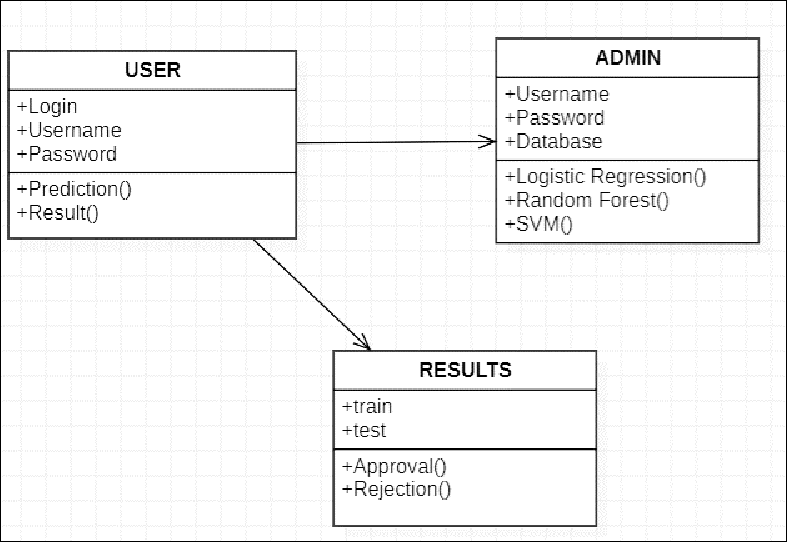 USER
+Login
+Username
+Password
+Prediction()
+Result()
ADMIN
+Username
+Password
+Database
+Logistic Regression()
+Random Forest()
+SVM()
RESULTS
+train
+test
+Approval()
+Rejection()